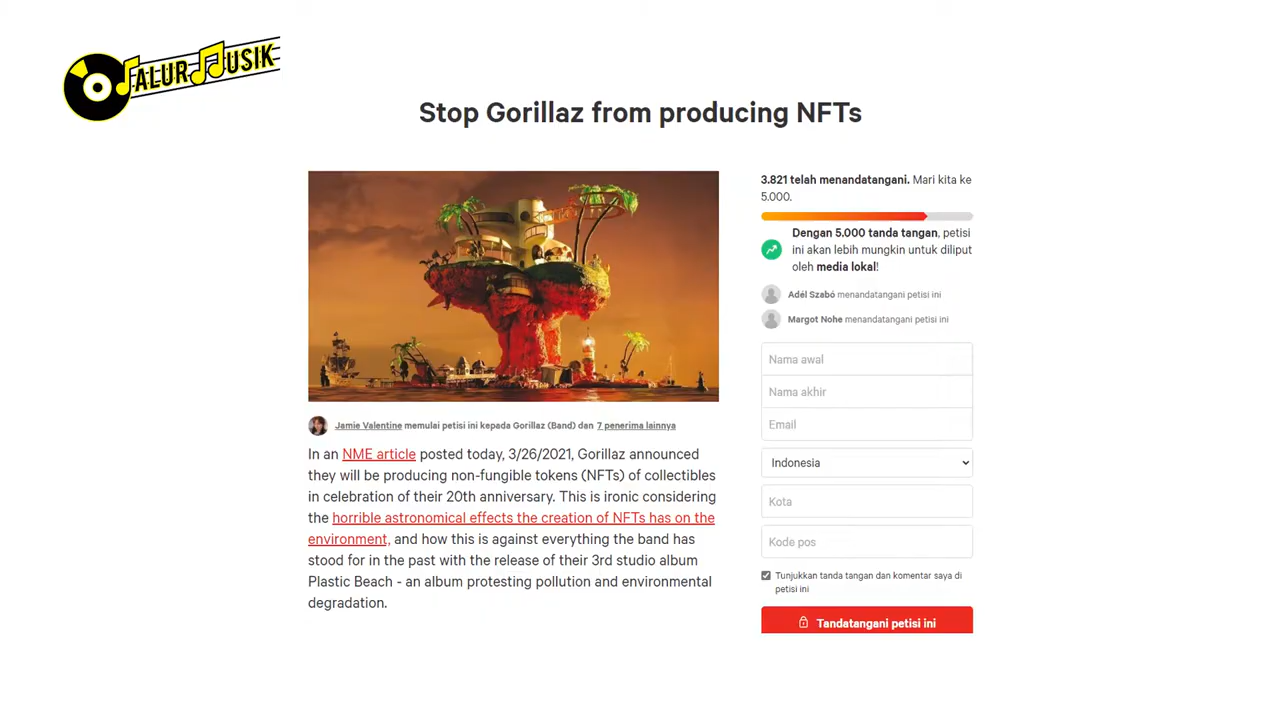 ALUR MUSIK
Stop Gorillaz from producing NFTs
3.821 telah menandatangani. Mari kita ke
5.000.
Dengan 5.000 tanda tangan, petisi
ini akan lebih mungkin untuk diliput
oleh media lokal!
Adél Szabó menandatangani petisi ini
Margot Nohe menandatangani petisi ini
Nama awal
Nama akhir
Email
Indonesia
Kota
Kode pos
Tunjukkan tanda tangan dan komentar saya di
petisi ini
Tandatangani petisi ini
Jamie Valentine memulai petisi ini kepada Gorillaz (Band) dan 7 penerima lainnya
In an NME article posted today, 3/26/2021, Gorillaz announced
they will be producing non-fungible tokens (NFTs) of collectibles
in celebration of their 20th anniversary. This is ironic considering
the horrible astronomical effects the creation of NFTs has on the
environment, and how this is against everything the band has
stood for in the past with the release of their 3rd studio album
Plastic Beach - an album protesting pollution and environmental
degradation.